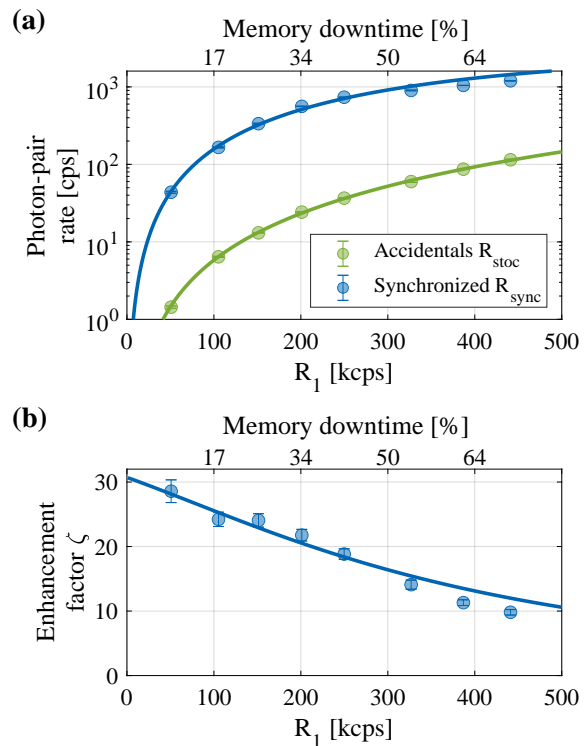 (a)
Memory downtime [%]
17 34 50 64
Photon-pair
rate [cps]
10³
10²
10¹
10⁰
Accidentals R_stoc
Synchronized R_sync
0 100 200 300 400 500
R₁ [kcps]
(b)
Memory downtime [%]
17 34 50 64
Enhancement
factor ζ
30
20
10
0
0 100 200 300 400 500
R₁ [kcps]